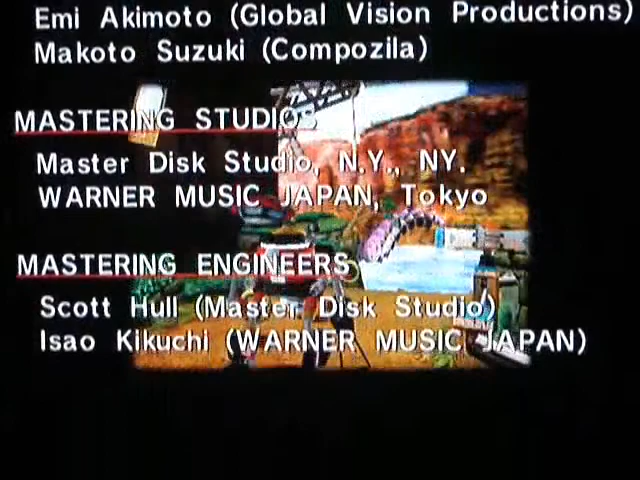 Emi Akimoto (Global Vision Productions)
Makoto Suzuki (Compozila)
MASTERING STUDIOS
Master Disk Studio, N.Y., NY.
WARNER MUSIC JAPAN, Tokyo
MASTERING ENGINEERS
Scott Hull (Master Disk Studio)
Isao Kikuchi (WARNER MUSIC JAPAN)